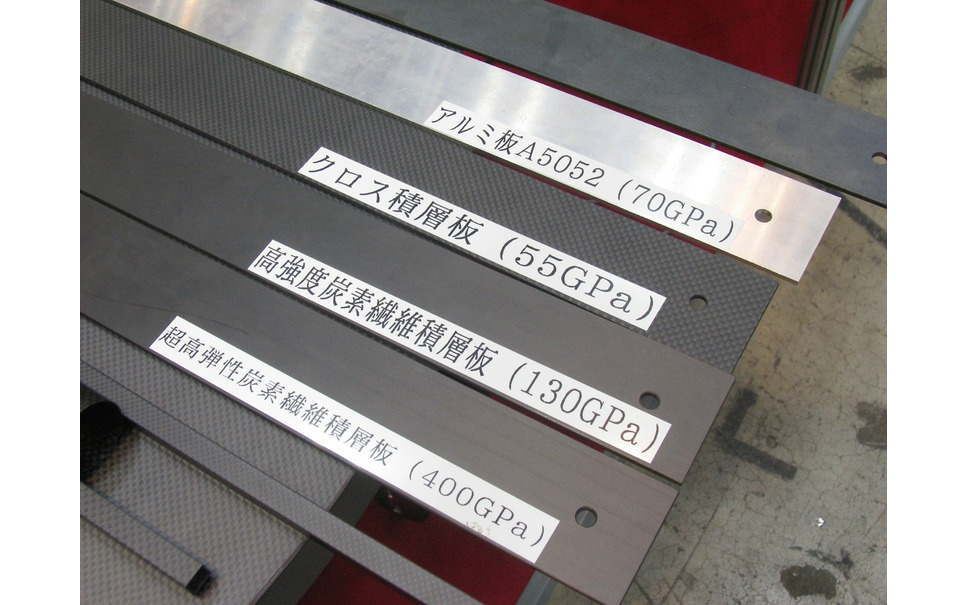 アルミ板A5052（70GPa）
クロス積層板（55GPa）
高強度炭素繊維積層板（130GPa）
超高弾性炭素繊維積層板（400GPa）